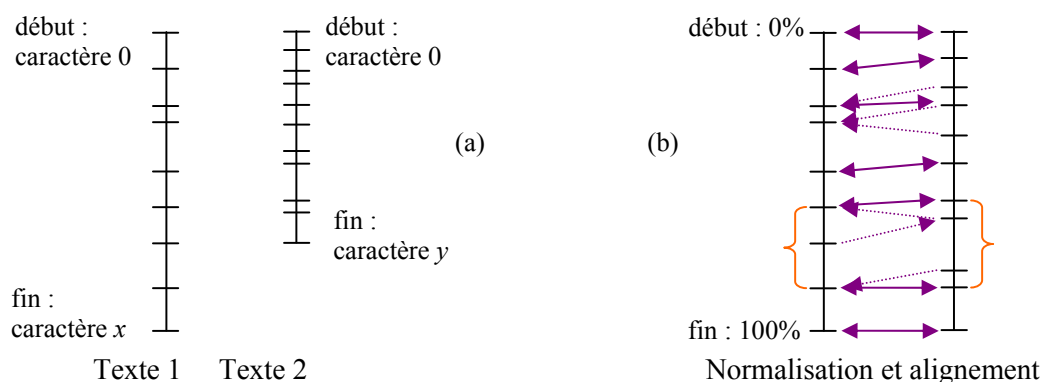 début :
caractère 0
début :
caractère 0
(a)
fin :
caractère y
fin :
caractère x
Texte 1
Texte 2
(b)
début : 0%
fin : 100%
Normalisation et alignement